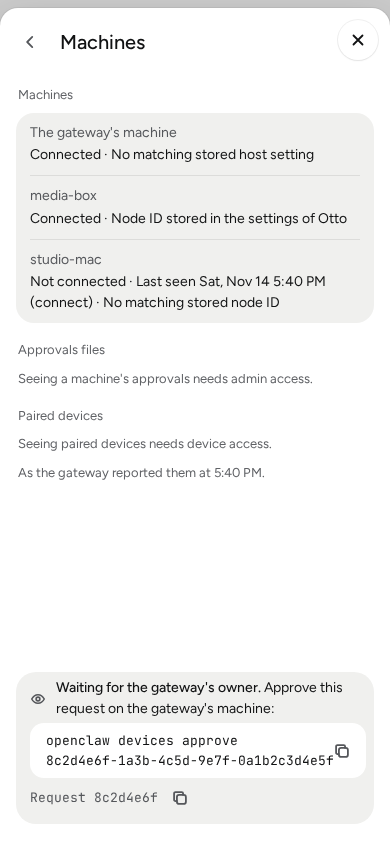 Machines
Machines
The gateway's machine
Connected · No matching stored host setting
media-box
Connected · Node ID stored in the settings of Otto
studio-mac
Not connected · Last seen Sat, Nov 14 5:40 PM
(connect) · No matching stored node ID
Approvals files
Seeing a machine's approvals needs admin access.
Paired devices
Seeing paired devices needs device access.
As the gateway reported them at 5:40 PM.
Waiting for the gateway's owner. Approve this
request on the gateway's machine:
openclaw devices approve
8c2d4e6f-1a3b-4c5d-9e7f-0a1b2c3d4e5f
Request 8c2d4e6f